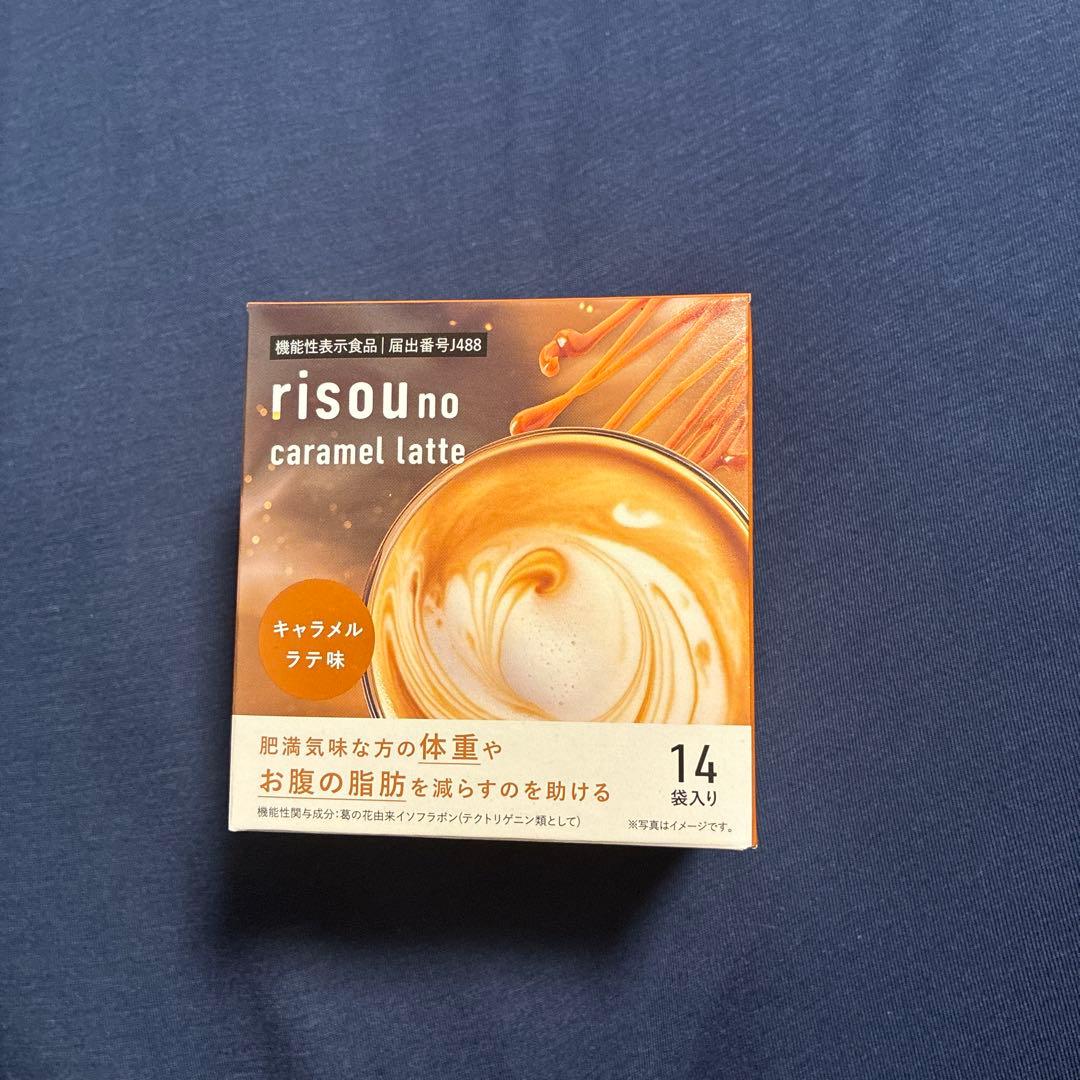 機能性表示食品|届出番号J488
risou no
caramel latte
キャラメル
ラテ味
肥満気味な方の体重や
お腹の脂肪を減らすのを助ける
機能性関与成分:葛の花由来イソフラボン(テクトリゲニン類として)
14
袋入り
※写真はイメージです。